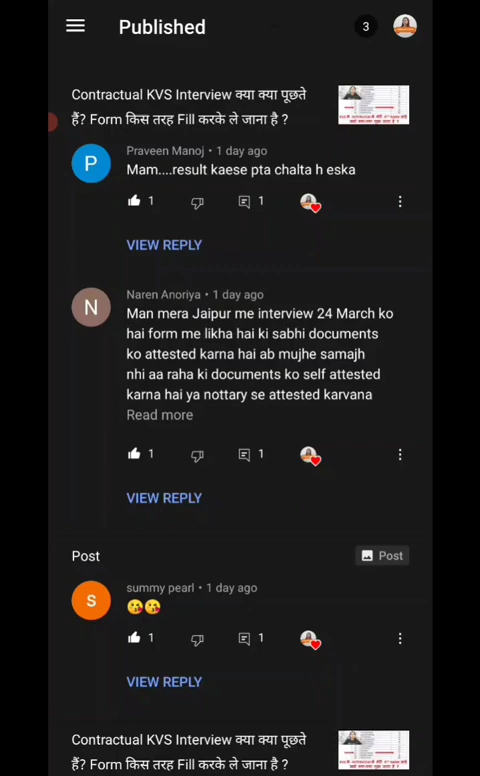 Published
3
Contractual KVS Interview क्या क्या पूछते
हैं? Form किस तरह Fill करके ले जाना है ?
P
Praveen Manoj • 1 day ago
Mam....result kaese pta chalta h eska
1
1
VIEW REPLY
N
Naren Anoriya • 1 day ago
Man mera Jaipur me interview 24 March ko
hai form me likha hai ki sabhi documents
ko attested karna hai ab mujhe samajh
nhi aa raha ki documents ko self attested
karna hai ya nottary se attested karvana
Read more
1
1
VIEW REPLY
Post
Post
S
summy pearl • 1 day ago
😘😘
1
1
VIEW REPLY
Contractual KVS Interview क्या क्या पूछते
हैं? Form किस तरह Fill करके ले जाना है ?